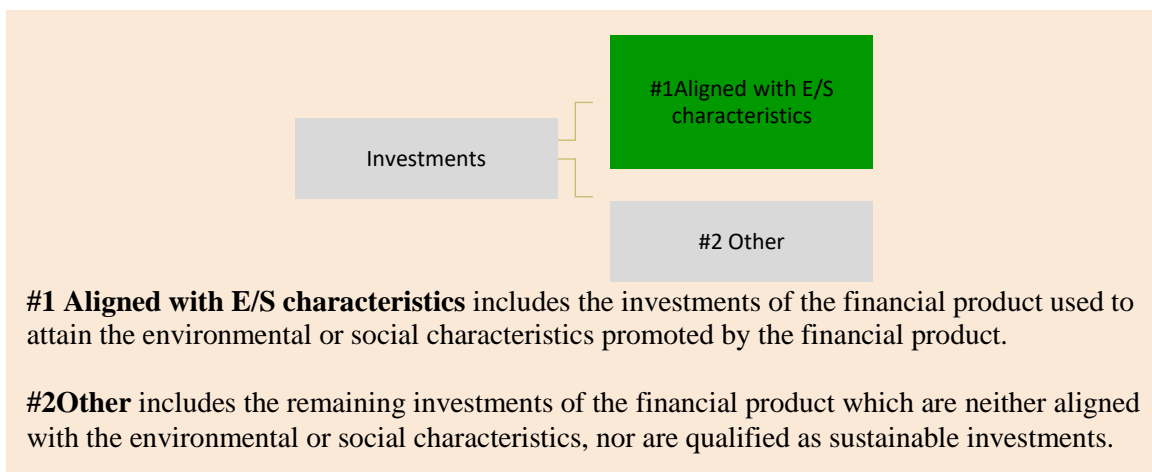 #1Aligned with E/S
characteristics
Investments
#2 Other
#1 Aligned with E/S characteristics includes the investments of the financial product used to
attain the environmental or social characteristics promoted by the financial product.
#2Other includes the remaining investments of the financial product which are neither aligned
with the environmental or social characteristics, nor are qualified as sustainable investments.